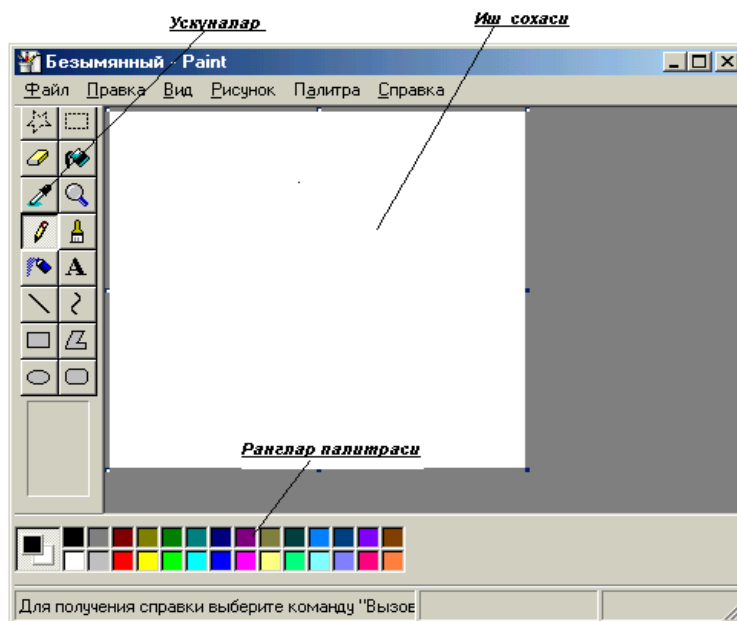 Ускуналар
Иш сохаси
Безымянный - Paint
Файл Правка Вид Рисунок Палитра Справка
A
Ранглар палитраси
Для получения справки выберите команду "Вызов